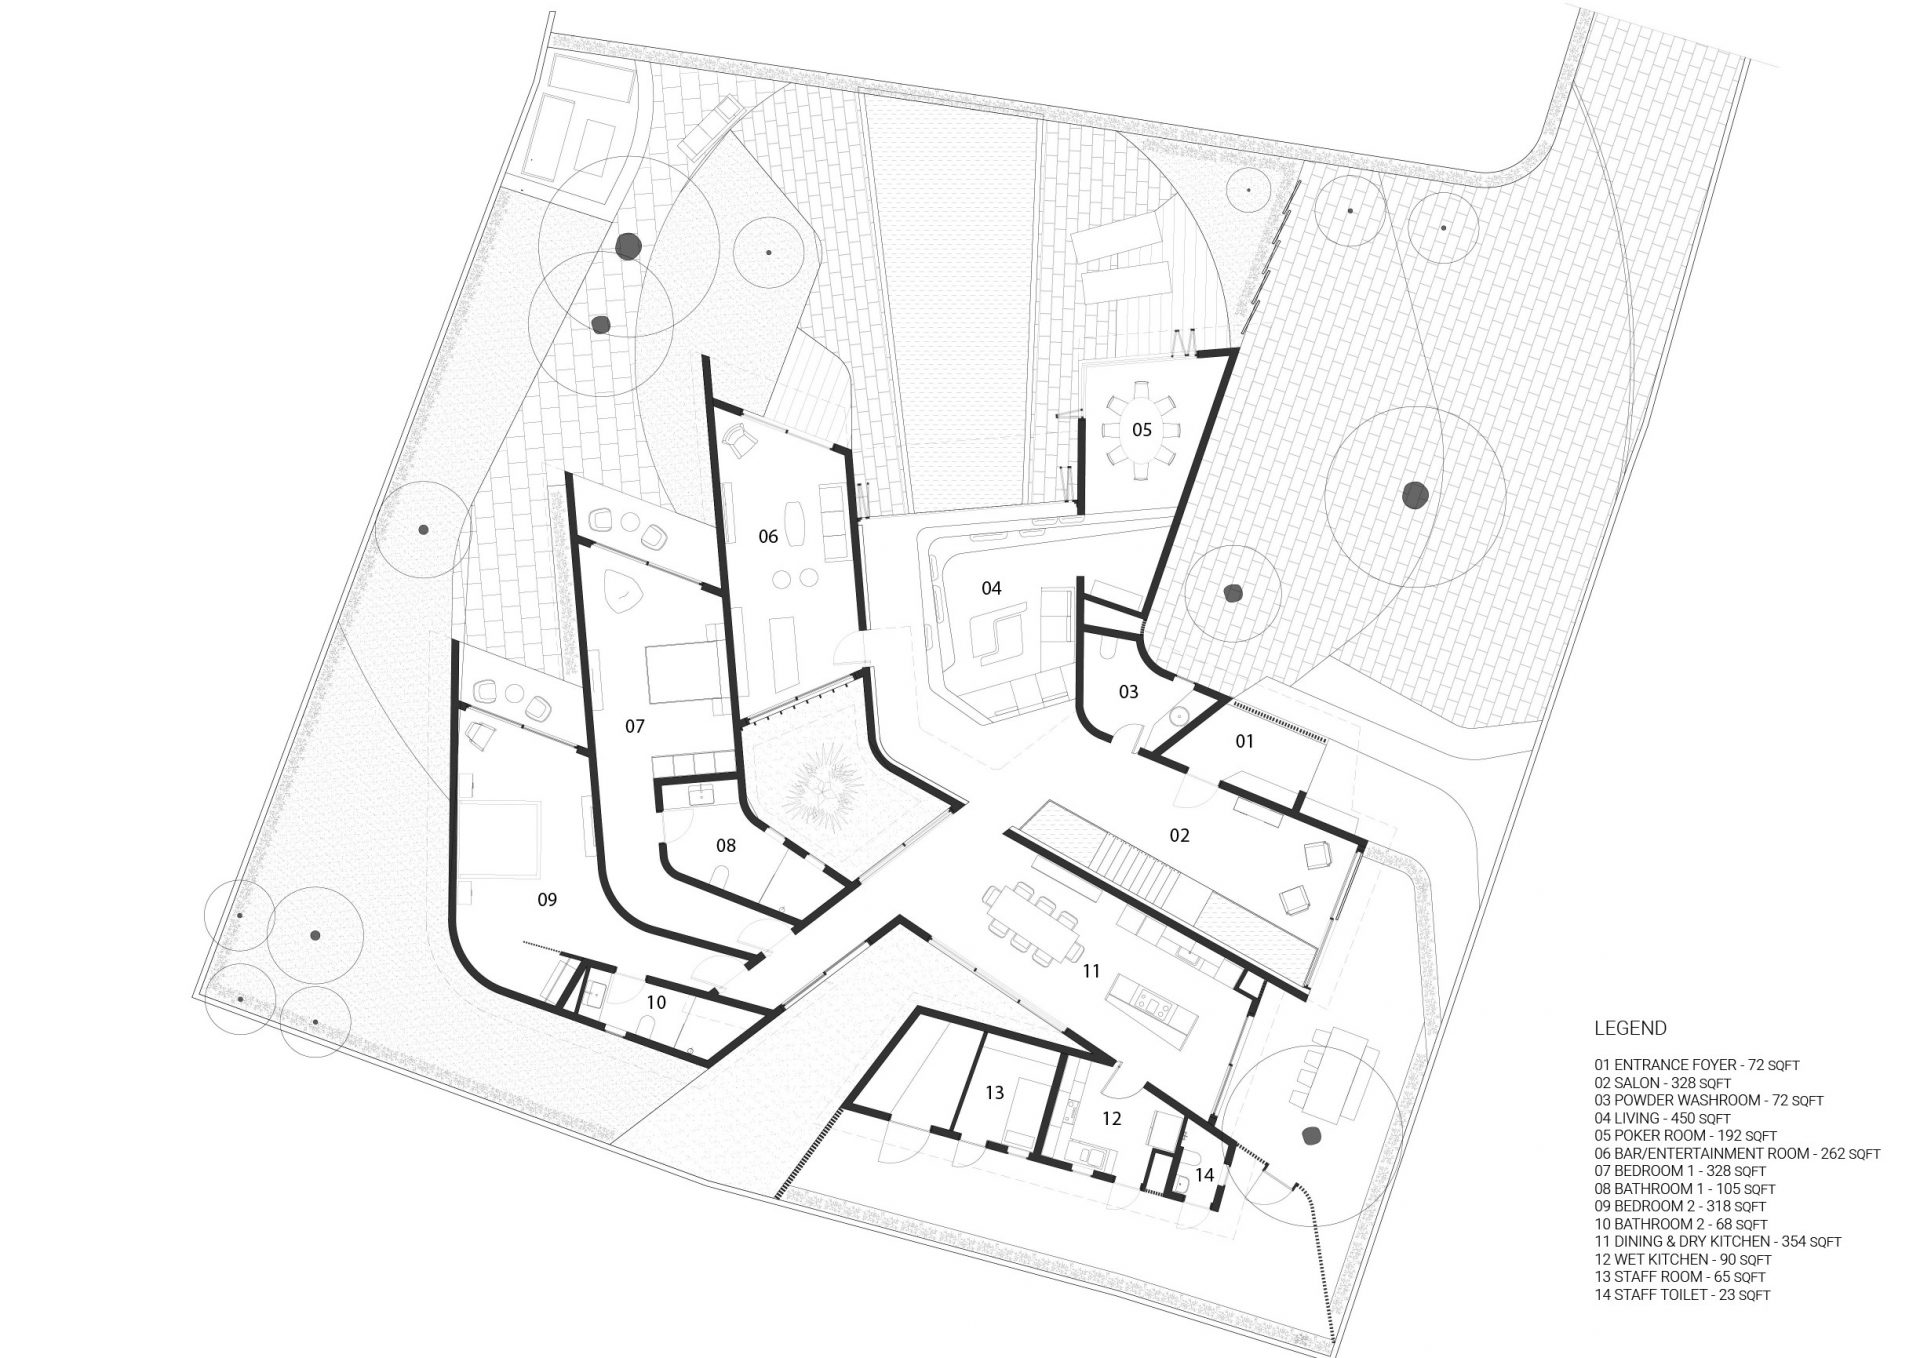 05
06
04
03
01
07
02
08
09
11
10
13
12
14
LEGEND
01 ENTRANCE FOYER - 72 SQFT
02 SALON - 328 SQFT
03 POWDER WASHROOM - 72 SQFT
04 LIVING - 450 SQFT
05 POKER ROOM - 192 SQFT
06 BAR/ENTERTAINMENT ROOM - 262 SQFT
07 BEDROOM 1 - 328 SQFT
08 BATHROOM 1 - 105 SQFT
09 BEDROOM 2 - 318 SQFT
10 BATHROOM 2 - 68 SQFT
11 DINING & DRY KITCHEN - 354 SQFT
12 WET KITCHEN - 90 SQFT
13 STAFF ROOM - 65 SQFT
14 STAFF TOILET - 23 SQFT